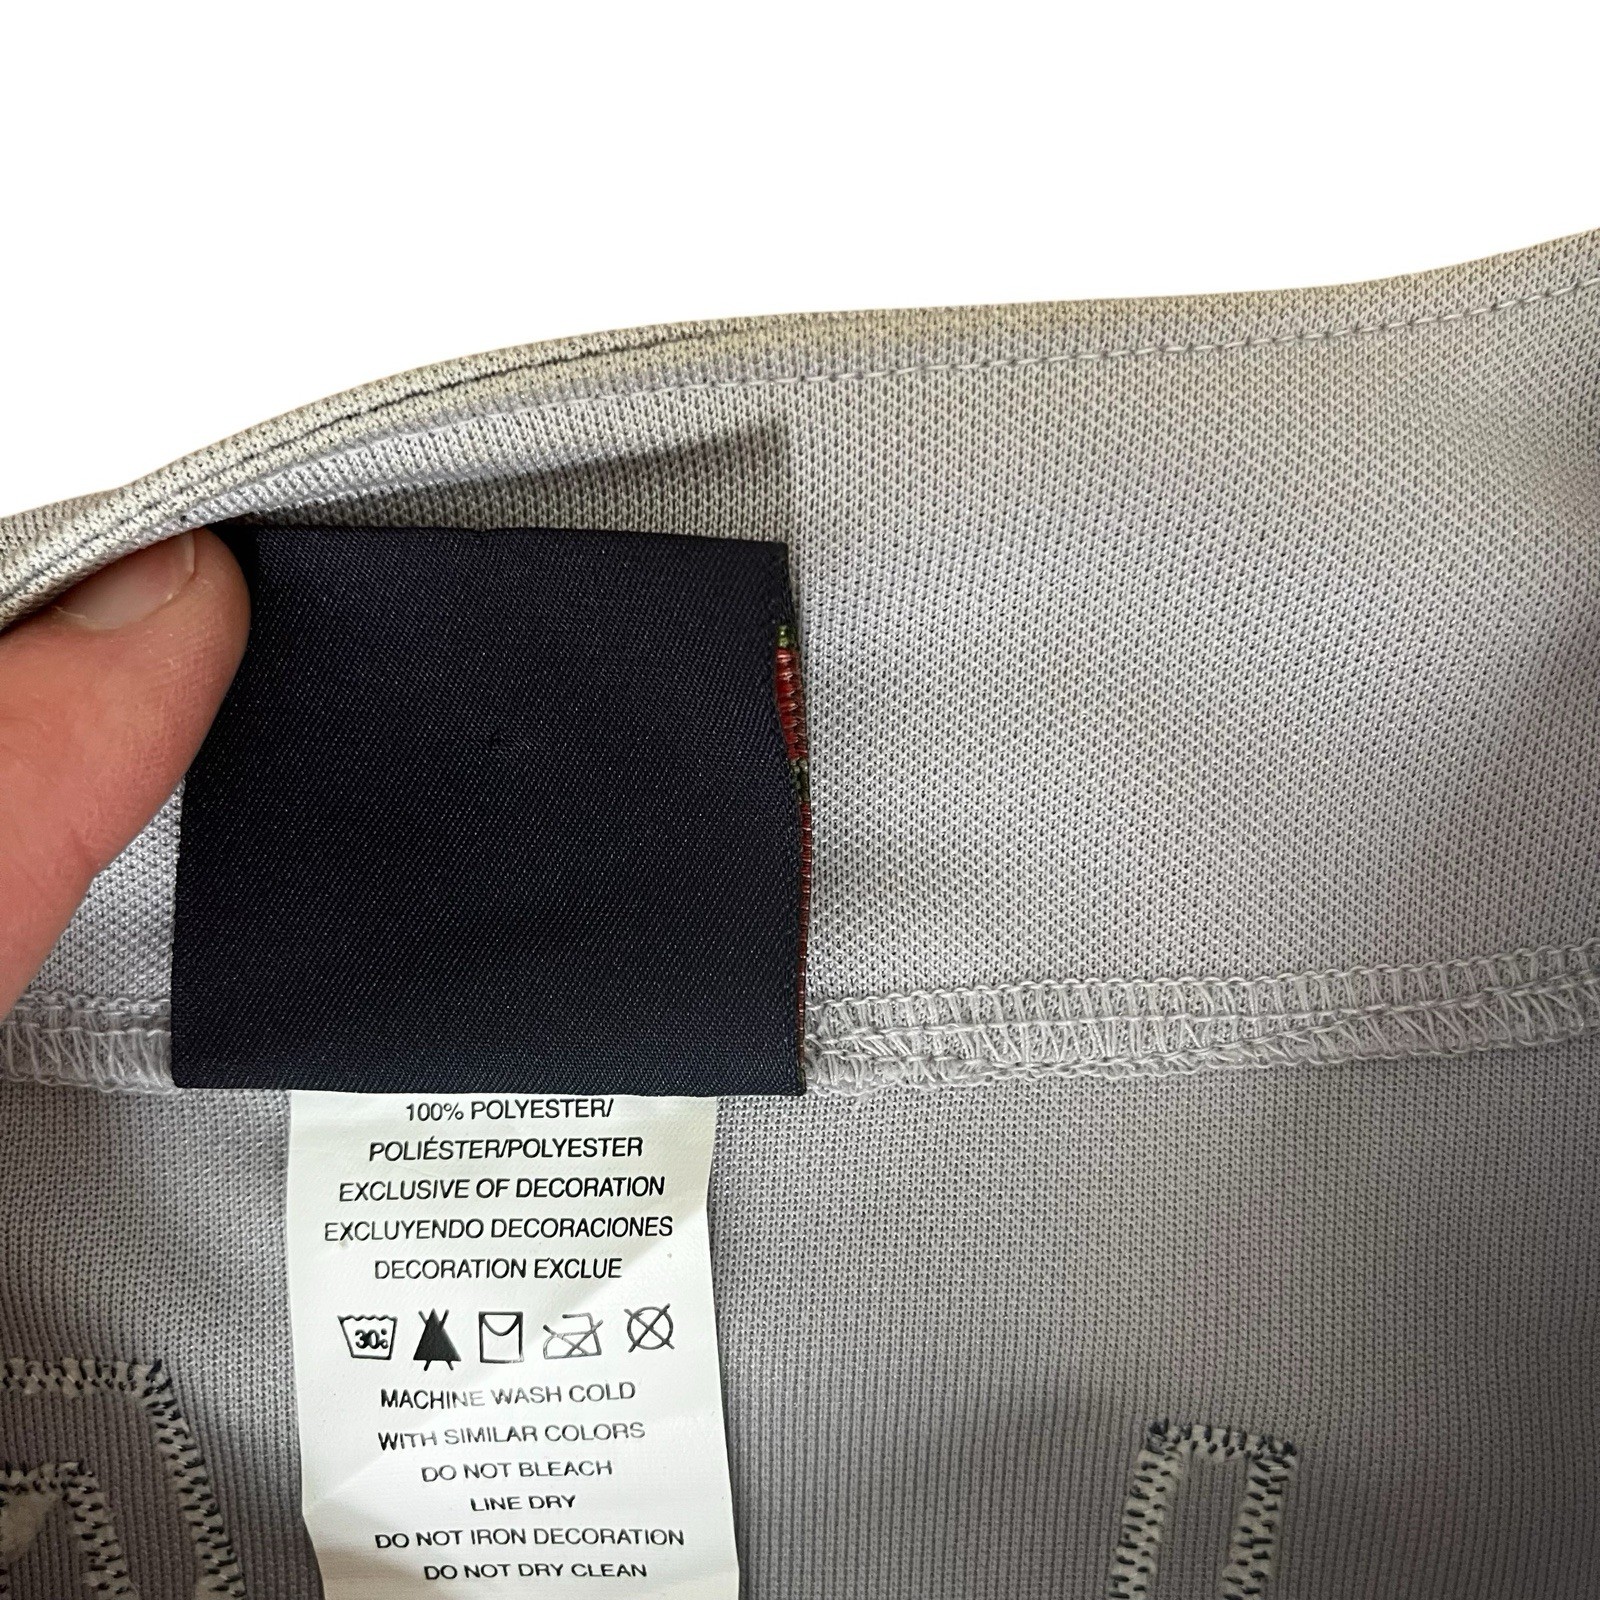 100% POLYESTER/
POLIÉSTER/POLYESTER
EXCLUSIVE OF DECORATION
EXCLUYENDO DECORACIONES
DECORATION EXCLUE
30
MACHINE WASH COLD
WITH SIMILAR COLORS
DO NOT BLEACH
LINE DRY
DO NOT IRON DECORATION
DO NOT DRY CLEAN